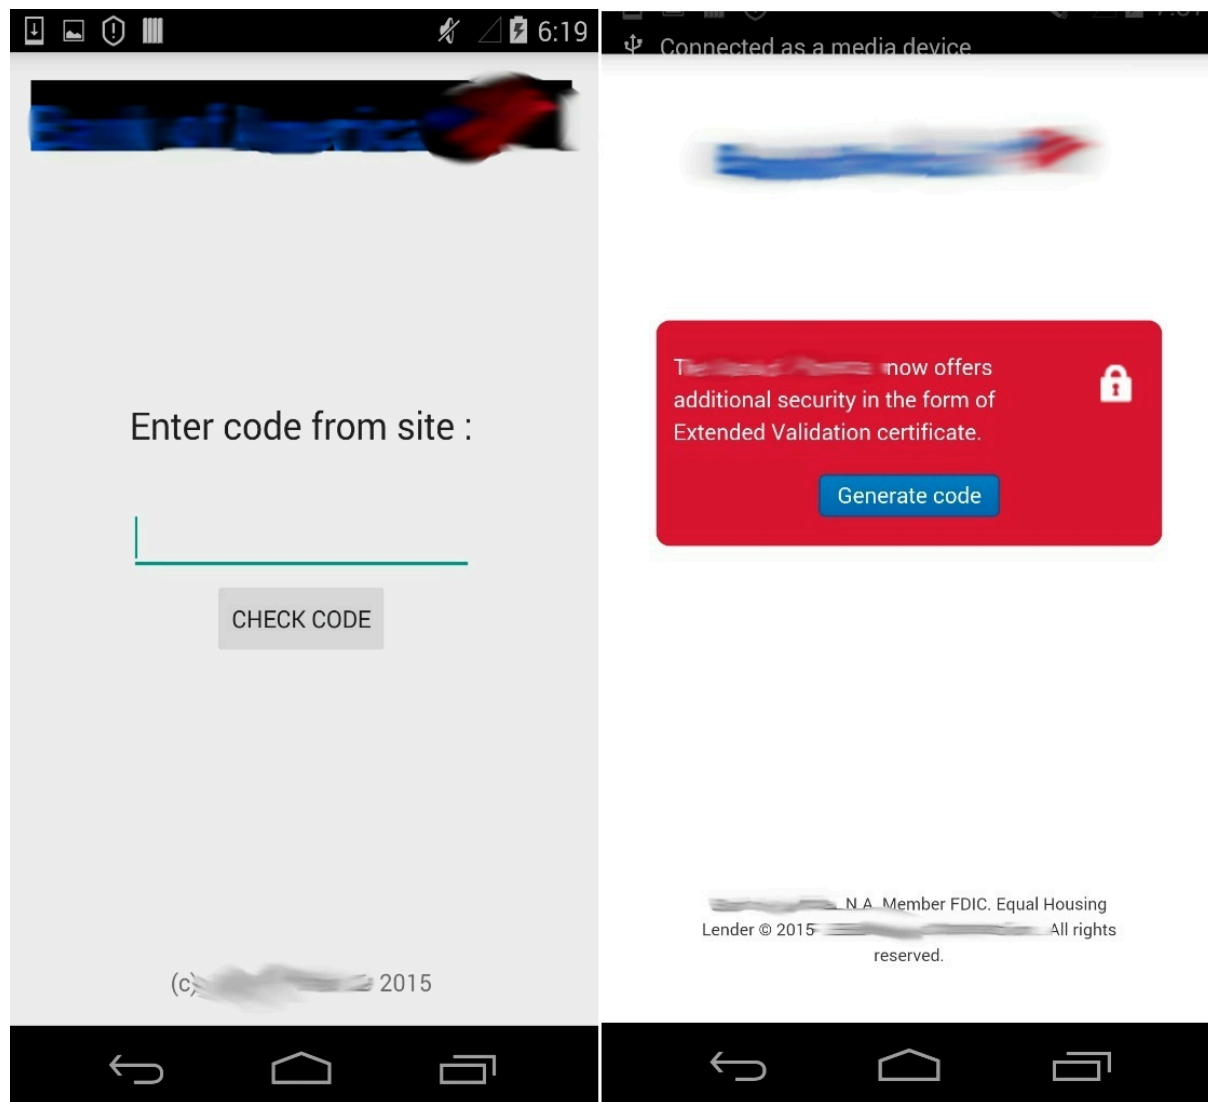 6:19
Enter code from site :
CHECK CODE
(c) 2015
Connected as a media device
now offers
additional security in the form of
Extended Validation certificate.
Generate code
N.A. Member FDIC. Equal Housing
Lender © 2015 All rights
reserved.